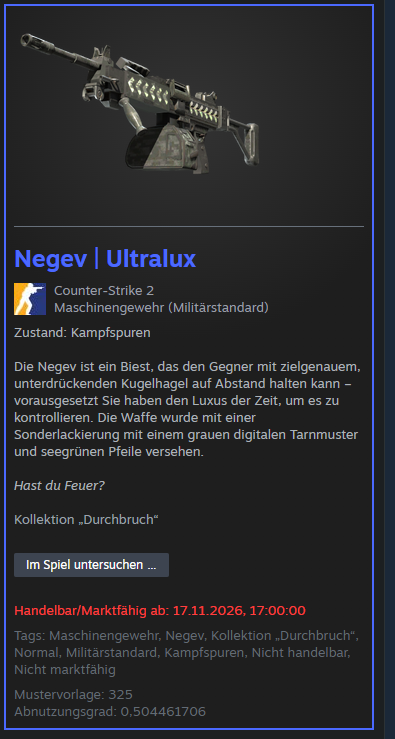 Negev | Ultralux
Counter-Strike 2
Maschinengewehr (Militärstandard)
Zustand: Kampfspuren
Die Negev ist ein Biest, das den Gegner mit zielgenauem,
unterdrückenden Kugelhagel auf Abstand halten kann –
vorausgesetzt Sie haben den Luxus der Zeit, um es zu
kontrollieren. Die Waffe wurde mit einer
Sonderlackierung mit einem grauen digitalen Tarnmuster
und seegrünen Pfeile versehen.
Hast du Feuer?
Kollektion „Durchbruch“
Im Spiel untersuchen ...
Handelbar/Marktfähig ab: 17.11.2026, 17:00:00
Tags: Maschinengewehr, Negev, Kollektion „Durchbruch“,
Normal, Militärstandard, Kampfspuren, Nicht handelbar,
Nicht marktfähig
Mustervorlage: 325
Abnutzungsgrad: 0,504461706